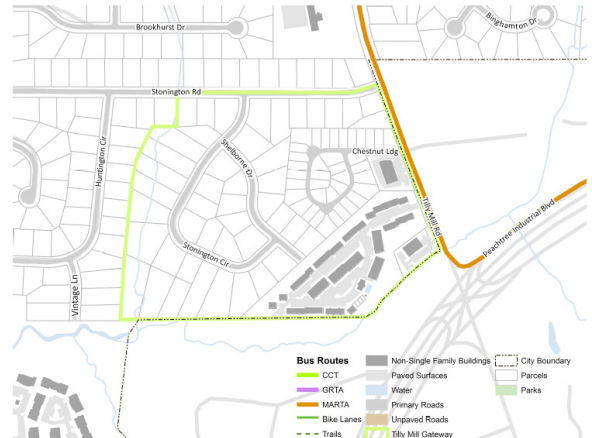 Brookhurst Dr
Binghamton Dr
Stonington Rd
Huntington Cir
Shelborne Dr
Chestnut Ldg
Tilly Mill Rd
Peachtree Industrial Blvd
Stonington Cir
Vintage Ln
Bus Routes
CCT
GRTA
MARTA
Bike Lanes
Trails
Non-Single Family Buildings
Paved Surfaces
Water
Primary Roads
Unpaved Roads
Tilly Mill Gateway
City Boundary
Parcels
Parks